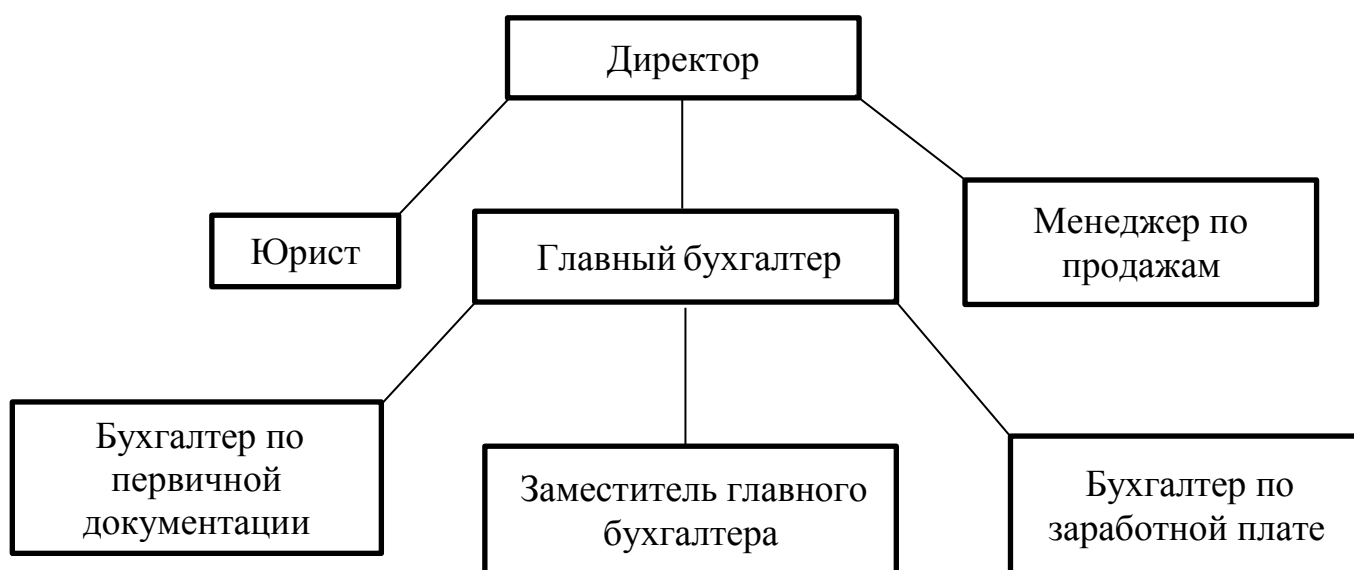 Директор
Юрист
Главный бухгалтер
Менеджер по
продажам
Бухгалтер по
первичной
документации
Заместитель главного
бухгалтера
Бухгалтер по
заработной плате